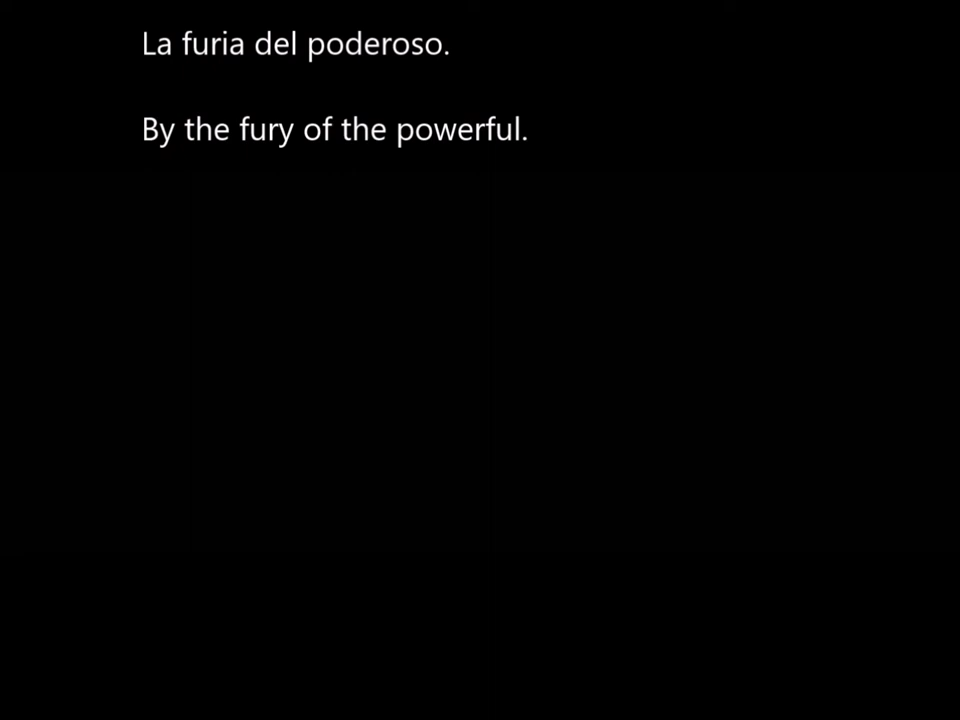 La furia del poderoso.
By the fury of the powerful.